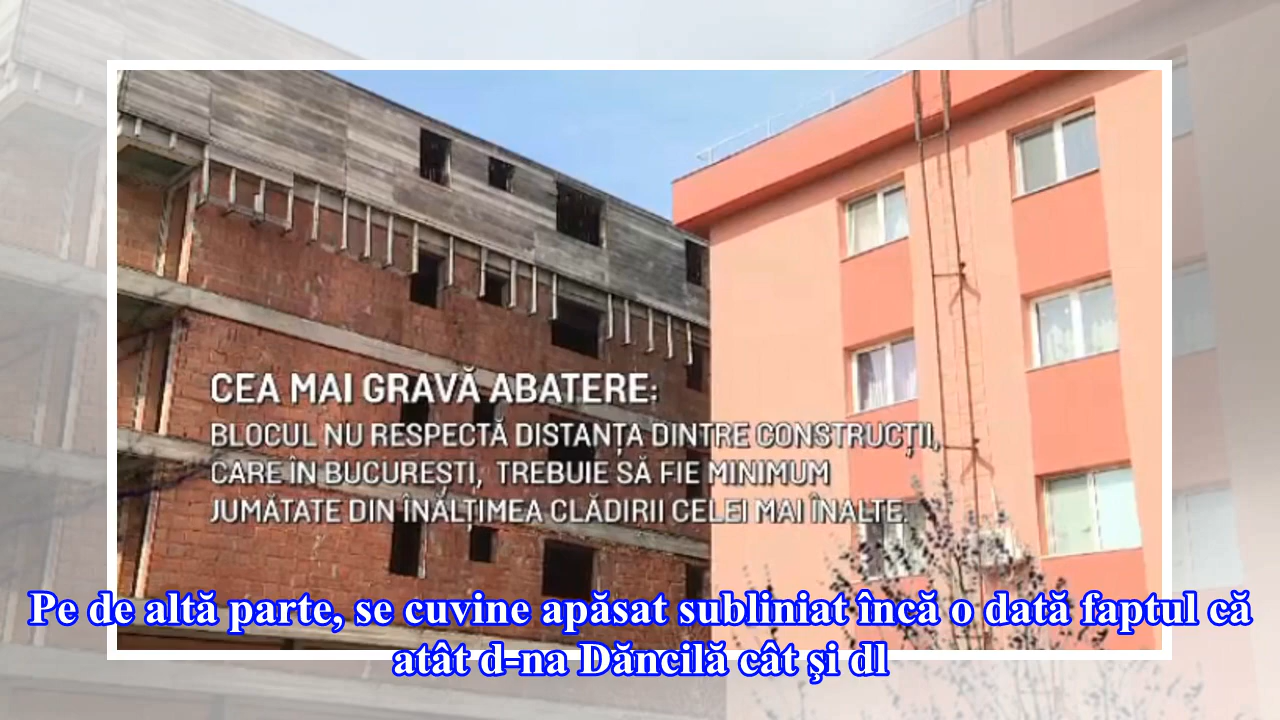 CEA MAI GRAVĂ ABATERE:
BLOCUL NU RESPECTĂ DISTANȚA DINTRE CONSTRUCȚII,
CARE ÎN BUCUREȘTI, TREBUIE SĂ FIE MINIMUM
JUMĂTATE DIN ÎNĂLȚIMEA CLĂDIRII CELEI MAI ÎNALTE.
Pe de altă parte, se cuvine apăsat subliniat încă o dată faptul că
atât d-na Dăncilă cât şi dl